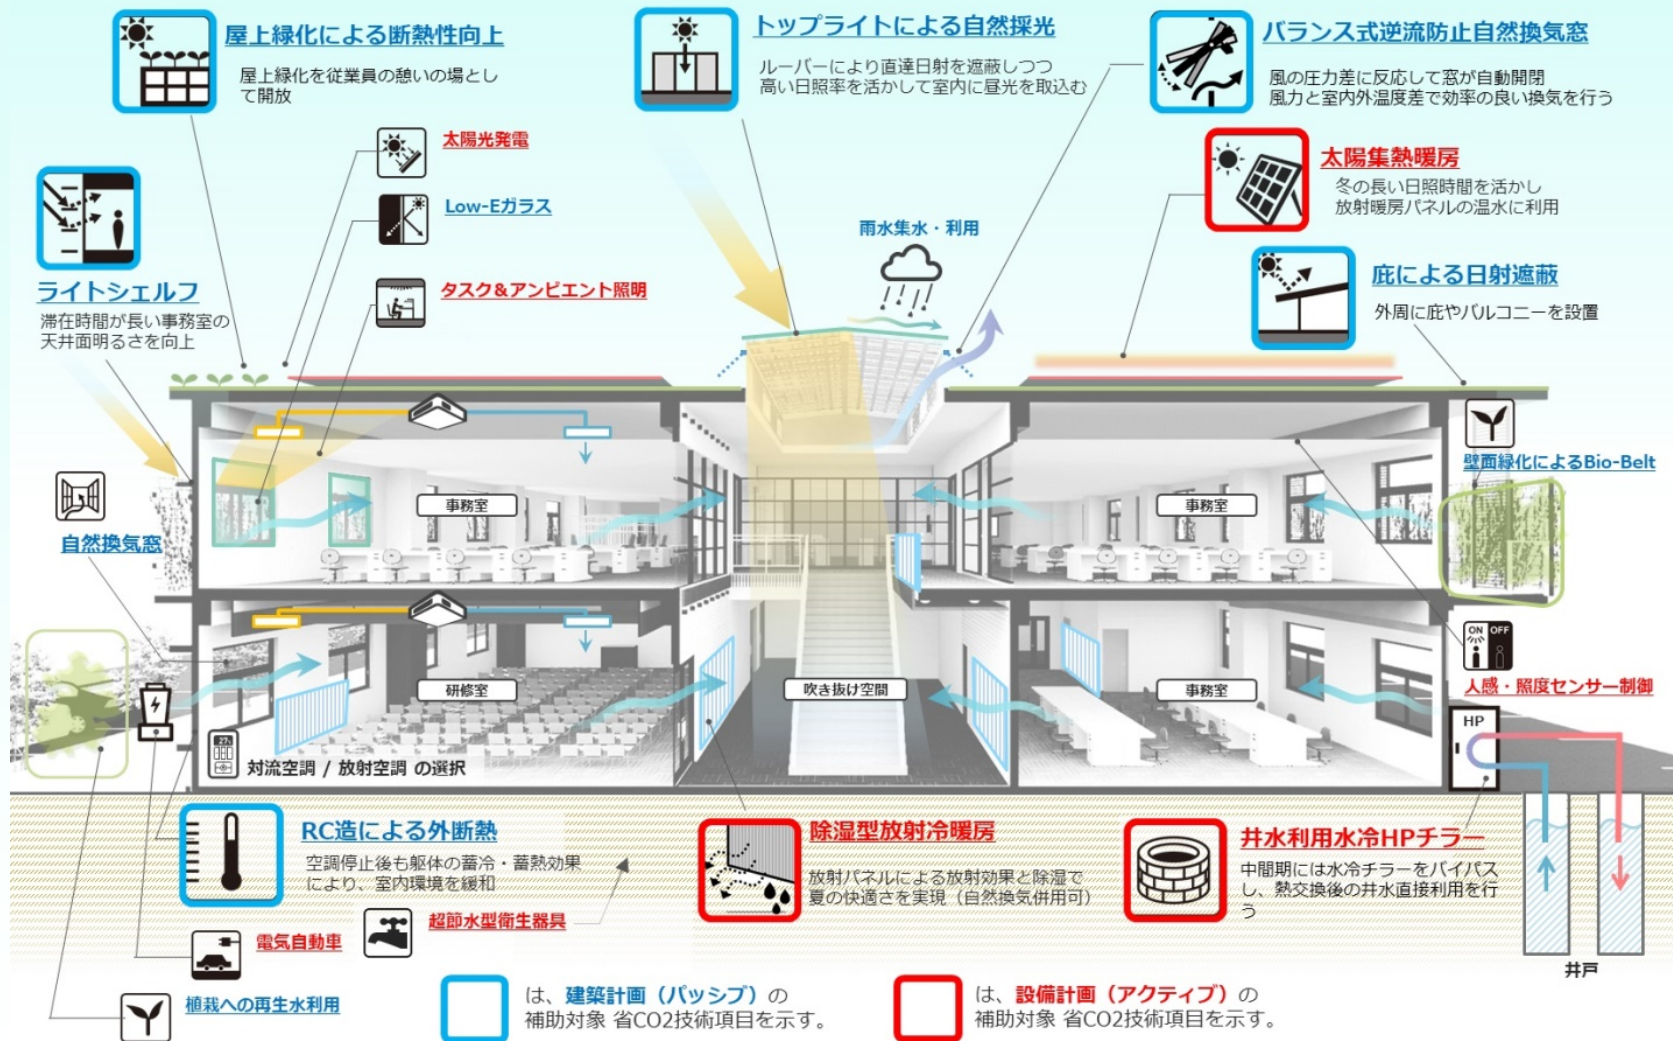 屋上緑化による断熱性向上
屋上緑化を従業員の憩いの場とし
て開放
トップライトによる自然採光
ルーバーにより直達日射を遮蔽しつつ
高い日照率を活かして室内に昼光を取込む
バランス式逆流防止自然換気窓
風の圧力差に反応して窓が自動開閉
風力と室内外温度差で効率の良い換気を行う
太陽光発電
Low-Eガラス
タスク&アンビエント照明
ライトシェルフ
滞在時間が長い事務室の
天井面明るさを向上
雨水集水・利用
太陽集熱暖房
冬の長い日照時間を活かし
放射暖房パネルの温水に利用
庇による日射遮蔽
外周に庇やバルコニーを設置
壁面緑化によるBio-Belt
自然換気窓
事務室
事務室
研修室
吹き抜け空間
事務室
ON OFF
人感・照度センサー制御
HP
対流空調 / 放射空調 の選択
RC造による外断熱
空調停止後も躯体の蓄冷・蓄熱効果
により、室内環境を緩和
除湿型放射冷暖房
放射パネルによる放射効果と除湿で
夏の快適さを実現（自然換気併用可）
井水利用水冷HPチラー
中間期には水冷チラーをバイパス
し、熱交換後の井水直接利用を行
う
超節水型衛生器具
電気自動車
植栽への再生水利用
井戸
は、建築計画（パッシブ）の
補助対象 省CO2技術項目を示す。
は、設備計画（アクティブ）の
補助対象 省CO2技術項目を示す。